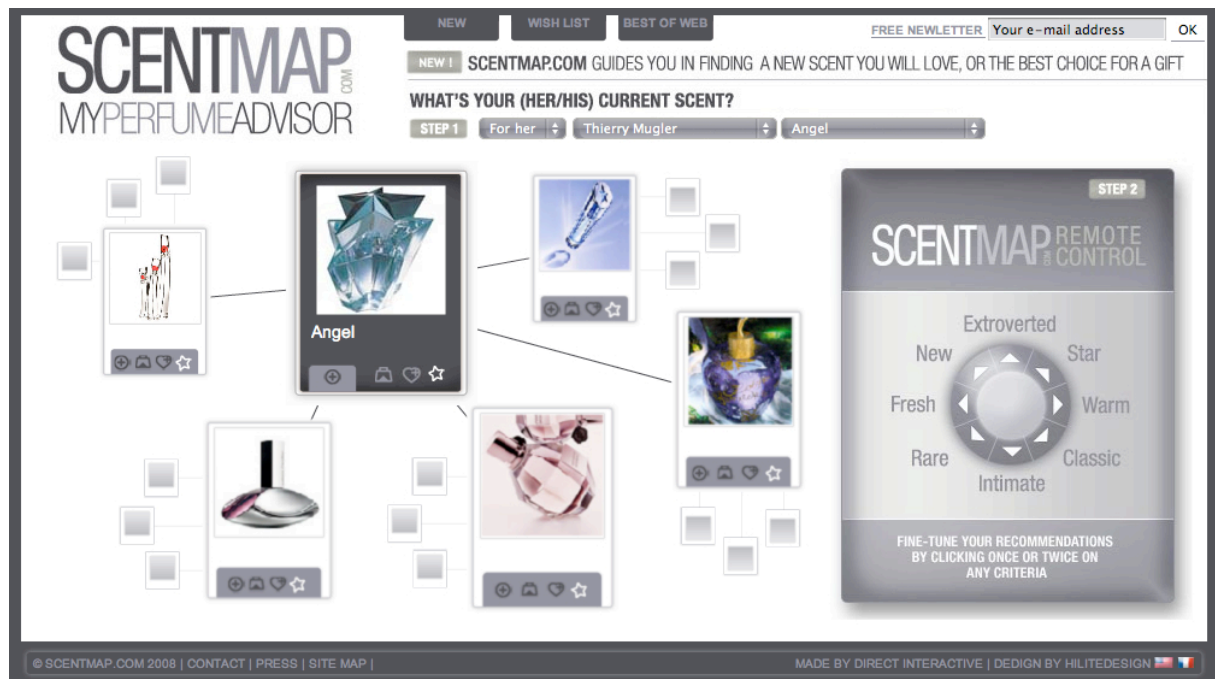 NEW
WISH LIST
BEST OF WEB
FREE NEWLETTER Your e-mail address OK
SCENTMAP.COM
MYPERFUMEADVISOR
NEW ! SCENTMAP.COM GUIDES YOU IN FINDING A NEW SCENT YOU WILL LOVE, OR THE BEST CHOICE FOR A GIFT
WHAT'S YOUR (HER/HIS) CURRENT SCENT?
STEP 1 For her Thierry Mugler Angel
Angel
STEP 2
SCENTMAP.COM REMOTE CONTROL
Extroverted
New
Star
Fresh
Warm
Rare
Classic
Intimate
FINE-TUNE YOUR RECOMMENDATIONS
BY CLICKING ONCE OR TWICE ON
ANY CRITERIA
© SCENTMAP.COM 2008 | CONTACT | PRESS | SITE MAP |
MADE BY DIRECT INTERACTIVE | DEDIGN BY HILITEDESIGN